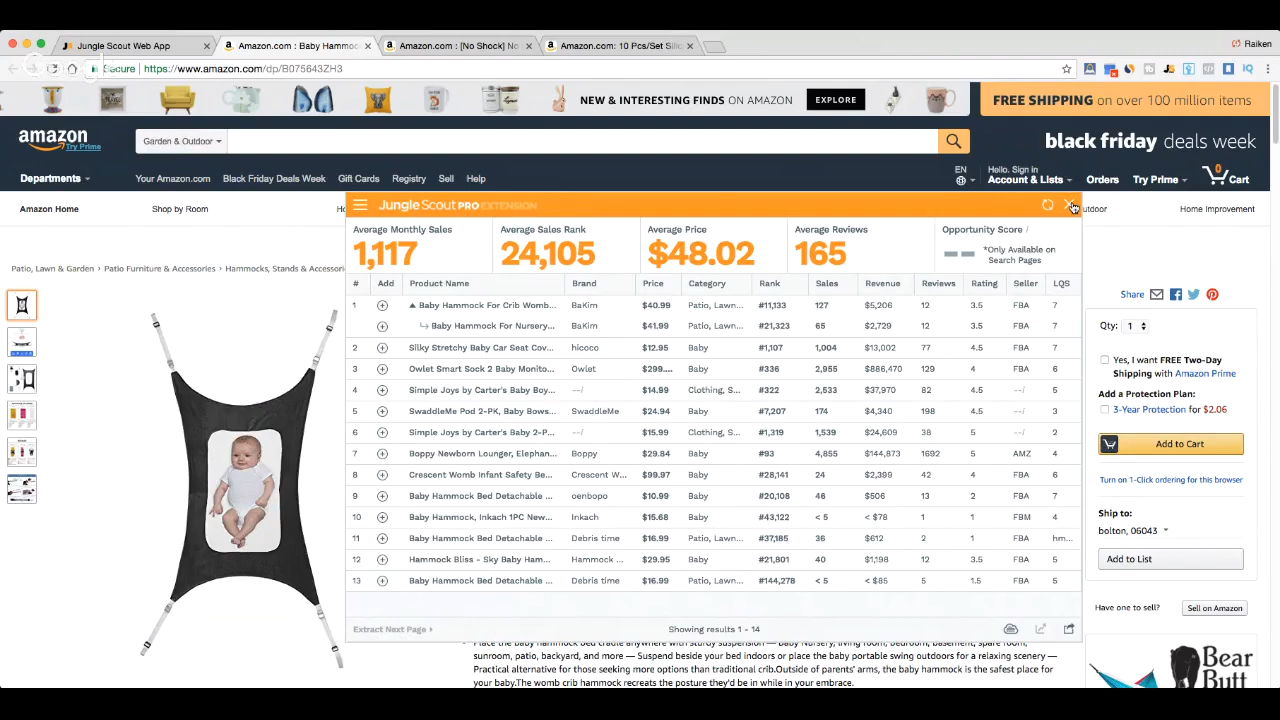 Jungle Scout Web App
Amazon.com : Baby Hammoc
Amazon.com : [No Shock] No
Amazon.com: 10 Pcs/Set Sili
Raiken
Secure
https://www.amazon.com/dp/B075643ZH3
NEW & INTERESTING FINDS ON AMAZON
EXPLORE
FREE SHIPPING on over 100 million items
amazon
Try Prime
Garden & Outdoor
black friday deals week
Departments
Your Amazon.com
Black Friday Deals Week
Gift Cards
Registry
Sell
Help
EN
Hello. Sign in
Account & Lists
Orders
Try Prime
0
Cart
Amazon Home
Shop by Room
utdoor
Home Improvement
Jungle Scout PRO EXTENSION
Average Monthly Sales
1,117
Average Sales Rank
24,105
Average Price
$48.02
Average Reviews
165
Opportunity Score
*Only Available on
Search Pages
Patio, Lawn & Garden › Patio Furniture & Accessories › Hammocks, Stands & Accessori
# Add Product Name Brand Price Category Rank Sales Revenue Reviews Rating Seller LQS
1 Baby Hammock For Crib Womb... BaKim $40.99 Patio, Lawn... #11,133 127 $5,206 12 3.5 FBA 7
Baby Hammock For Nursery... BaKim $41.99 Patio, Lawn... #21,323 65 $2,729 12 3.5 FBA 7
2 Silky Stretchy Baby Car Seat Cov... hicoco $12.95 Baby #1,107 1,004 $13,002 77 4.5 FBA 7
3 Owlet Smart Sock 2 Baby Monito... Owlet $299.... Baby #336 2,955 $886,470 129 4 FBA 6
4 Simple Joys by Carter's Baby Boy... --/ $14.99 Clothing, S... #322 2,533 $37,970 82 4.5 --/ 5
5 SwaddleMe Pod 2-PK, Baby Bows... SwaddleMe $24.94 Baby #7,207 174 $4,340 198 4.5 FBA 3
6 Simple Joys by Carter's Baby 2-P... --/ $15.99 Clothing, S... #1,319 1,539 $24,609 38 5 --/ 2
7 Boppy Newborn Lounger, Elephan... Boppy $29.84 Baby #93 4,855 $144,873 1692 5 AMZ 4
8 Crescent Womb Infant Safety Be... Crescent W... $99.97 Baby #28,141 24 $2,399 42 4 FBA 6
9 Baby Hammock Bed Detachable ... oenbopo $10.99 Baby #20,108 46 $506 13 2 FBA 7
10 Baby Hammock, Inkach 1PC New... Inkach $15.68 Baby #43,122 < 5 < $78 1 1 FBM 4
11 Baby Hammock Bed Detachable ... Debris time $16.99 Patio, Lawn... #37,185 36 $612 2 1 FBA hm...
12 Hammock Bliss - Sky Baby Ham... Hammock ... $29.95 Baby #21,801 40 $1,198 12 3.5 FBA 5
13 Baby Hammock Bed Detachable ... Debris time $16.99 Patio, Lawn... #144,278 < 5 < $85 5 1.5 FBA 5
Extract Next Page
Showing results 1 - 14
Share
Qty: 1
Yes, I want FREE Two-Day
Shipping with Amazon Prime
Add a Protection Plan:
3-Year Protection for $2.06
Add to Cart
Turn on 1-Click ordering for this browser
Ship to:
bolton, 06043
Add to List
Have one to sell?
Sell on Amazon
Bear
Butt
sunroom, patio, backyard, and more — Suspend beside your bed indoors or place the baby portable swing outdoors for a relaxing scenery —
Practical alternative for those seeking more options than traditional crib.Outside of parents' arms, the baby hammock is the safest place for
your baby.The womb crib hammock recreates the posture they'd be in while in your embrace.